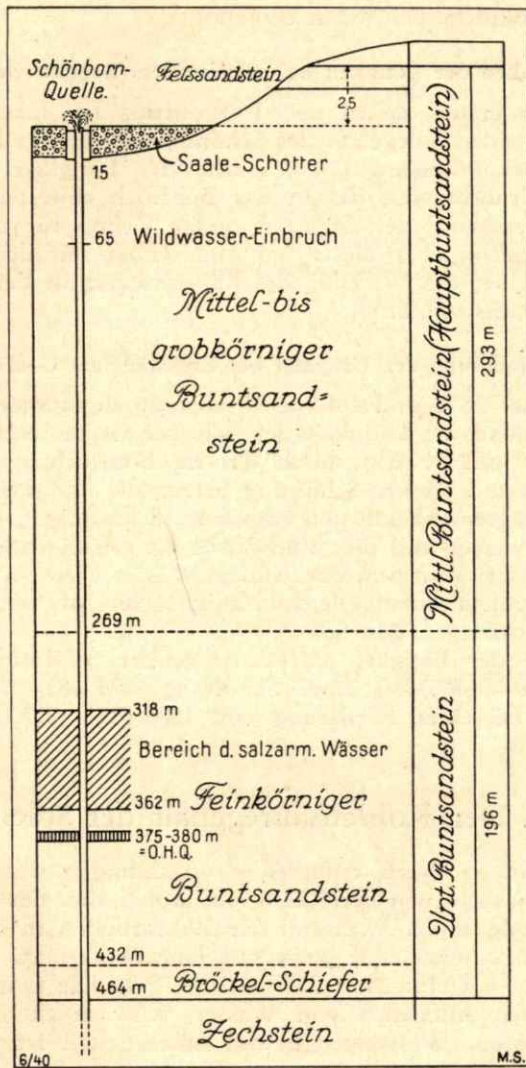 Schönborn-
Quelle.
Felssandstein
25
Saale-Schotter
15
65
Wildwasser-Einbruch
Mittel-bis
grobkörniger
Buntsand=
stein
269 m
318 m
Bereich d. salzarm. Wässer
362 m
Feinkörniger
375-380 m
=O.H.Q.
Buntsandstein
432 m
464 m
Bröckel-Schiefer
Zechstein
Mittl. Buntsandstein (Hauptbuntsandstein)
293 m
Unt. Buntsandstein
196 m
6/40
M.S.